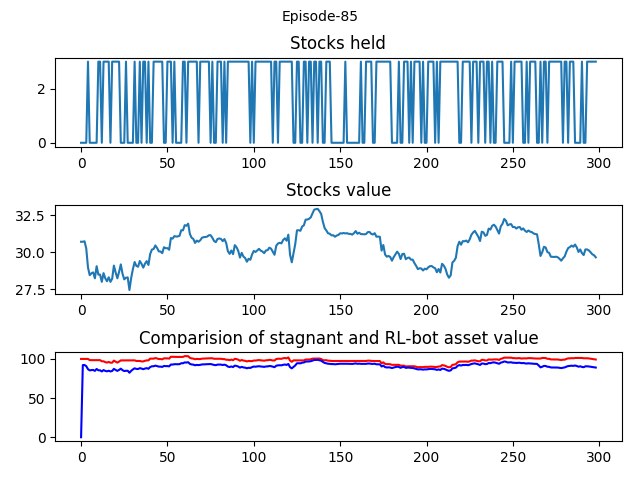 Episode-85
Stocks held
2
0
0 50 100 150 200 250 300
Stocks value
32.5
30.0
27.5
0 50 100 150 200 250 300
Comparision of stagnant and RL-bot asset value
100
50
0
0 50 100 150 200 250 300